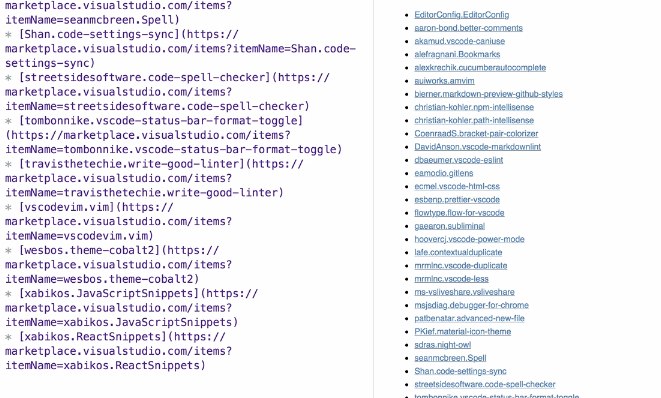 marketplace.visualstudio.com/items?
itemName=seanmcbreen.Spell)
* [Shan.code-settings-sync](https://
marketplace.visualstudio.com/items?itemName=Shan.code-
settings-sync)
* [streetsidesoftware.code-spell-checker](https://
marketplace.visualstudio.com/items?
itemName=streetsidesoftware.code-spell-checker)
* [tombonnike.vscode-status-bar-format-toggle]
(https://marketplace.visualstudio.com/items?
itemName=tombonnike.vscode-status-bar-format-toggle)
* [travisthetechie.write-good-linter](https://
marketplace.visualstudio.com/items?
itemName=travisthetechie.write-good-linter)
* [vscodevim.vim](https://
marketplace.visualstudio.com/items?
itemName=vscodevim.vim)
* [wesbos.theme-cobalt2](https://
marketplace.visualstudio.com/items?
itemName=wesbos.theme-cobalt2)
* [xabikos.JavaScriptSnippets](https://
marketplace.visualstudio.com/items?
itemName=xabikos.JavaScriptSnippets)
* [xabikos.ReactSnippets](https://
marketplace.visualstudio.com/items?
itemName=xabikos.ReactSnippets)
• EditorConfig.EditorConfig
• aaron-bond.better-comments
• akamud.vscode-caniuse
• alefragnani.Bookmarks
• alexkrechik.cucumberautocomplete
• auiworks.amvim
• bierner.markdown-preview-github-styles
• christian-kohler.npm-intellisense
• christian-kohler.path-intellisense
• CoenraadS.bracket-pair-colorizer
• DavidAnson.vscode-markdownlint
• dbaeumer.vscode-eslint
• eamodio.gitlens
• ecmel.vscode-html-css
• esbenp.prettier-vscode
• flowtype.flow-for-vscode
• gaearon.subliminal
• hoovercj.vscode-power-mode
• lafe.contextualduplicate
• mrmlnc.vscode-duplicate
• mrmlnc.vscode-less
• ms-vsliveshare.vsliveshare
• msjsdiag.debugger-for-chrome
• patbenatar.advanced-new-file
• PKief.material-icon-theme
• sdras.night-owl
• seanmcbreen.Spell
• Shan.code-settings-sync
• streetsidesoftware.code-spell-checker
• tombonnike.vscode-status-bar-format-toggle